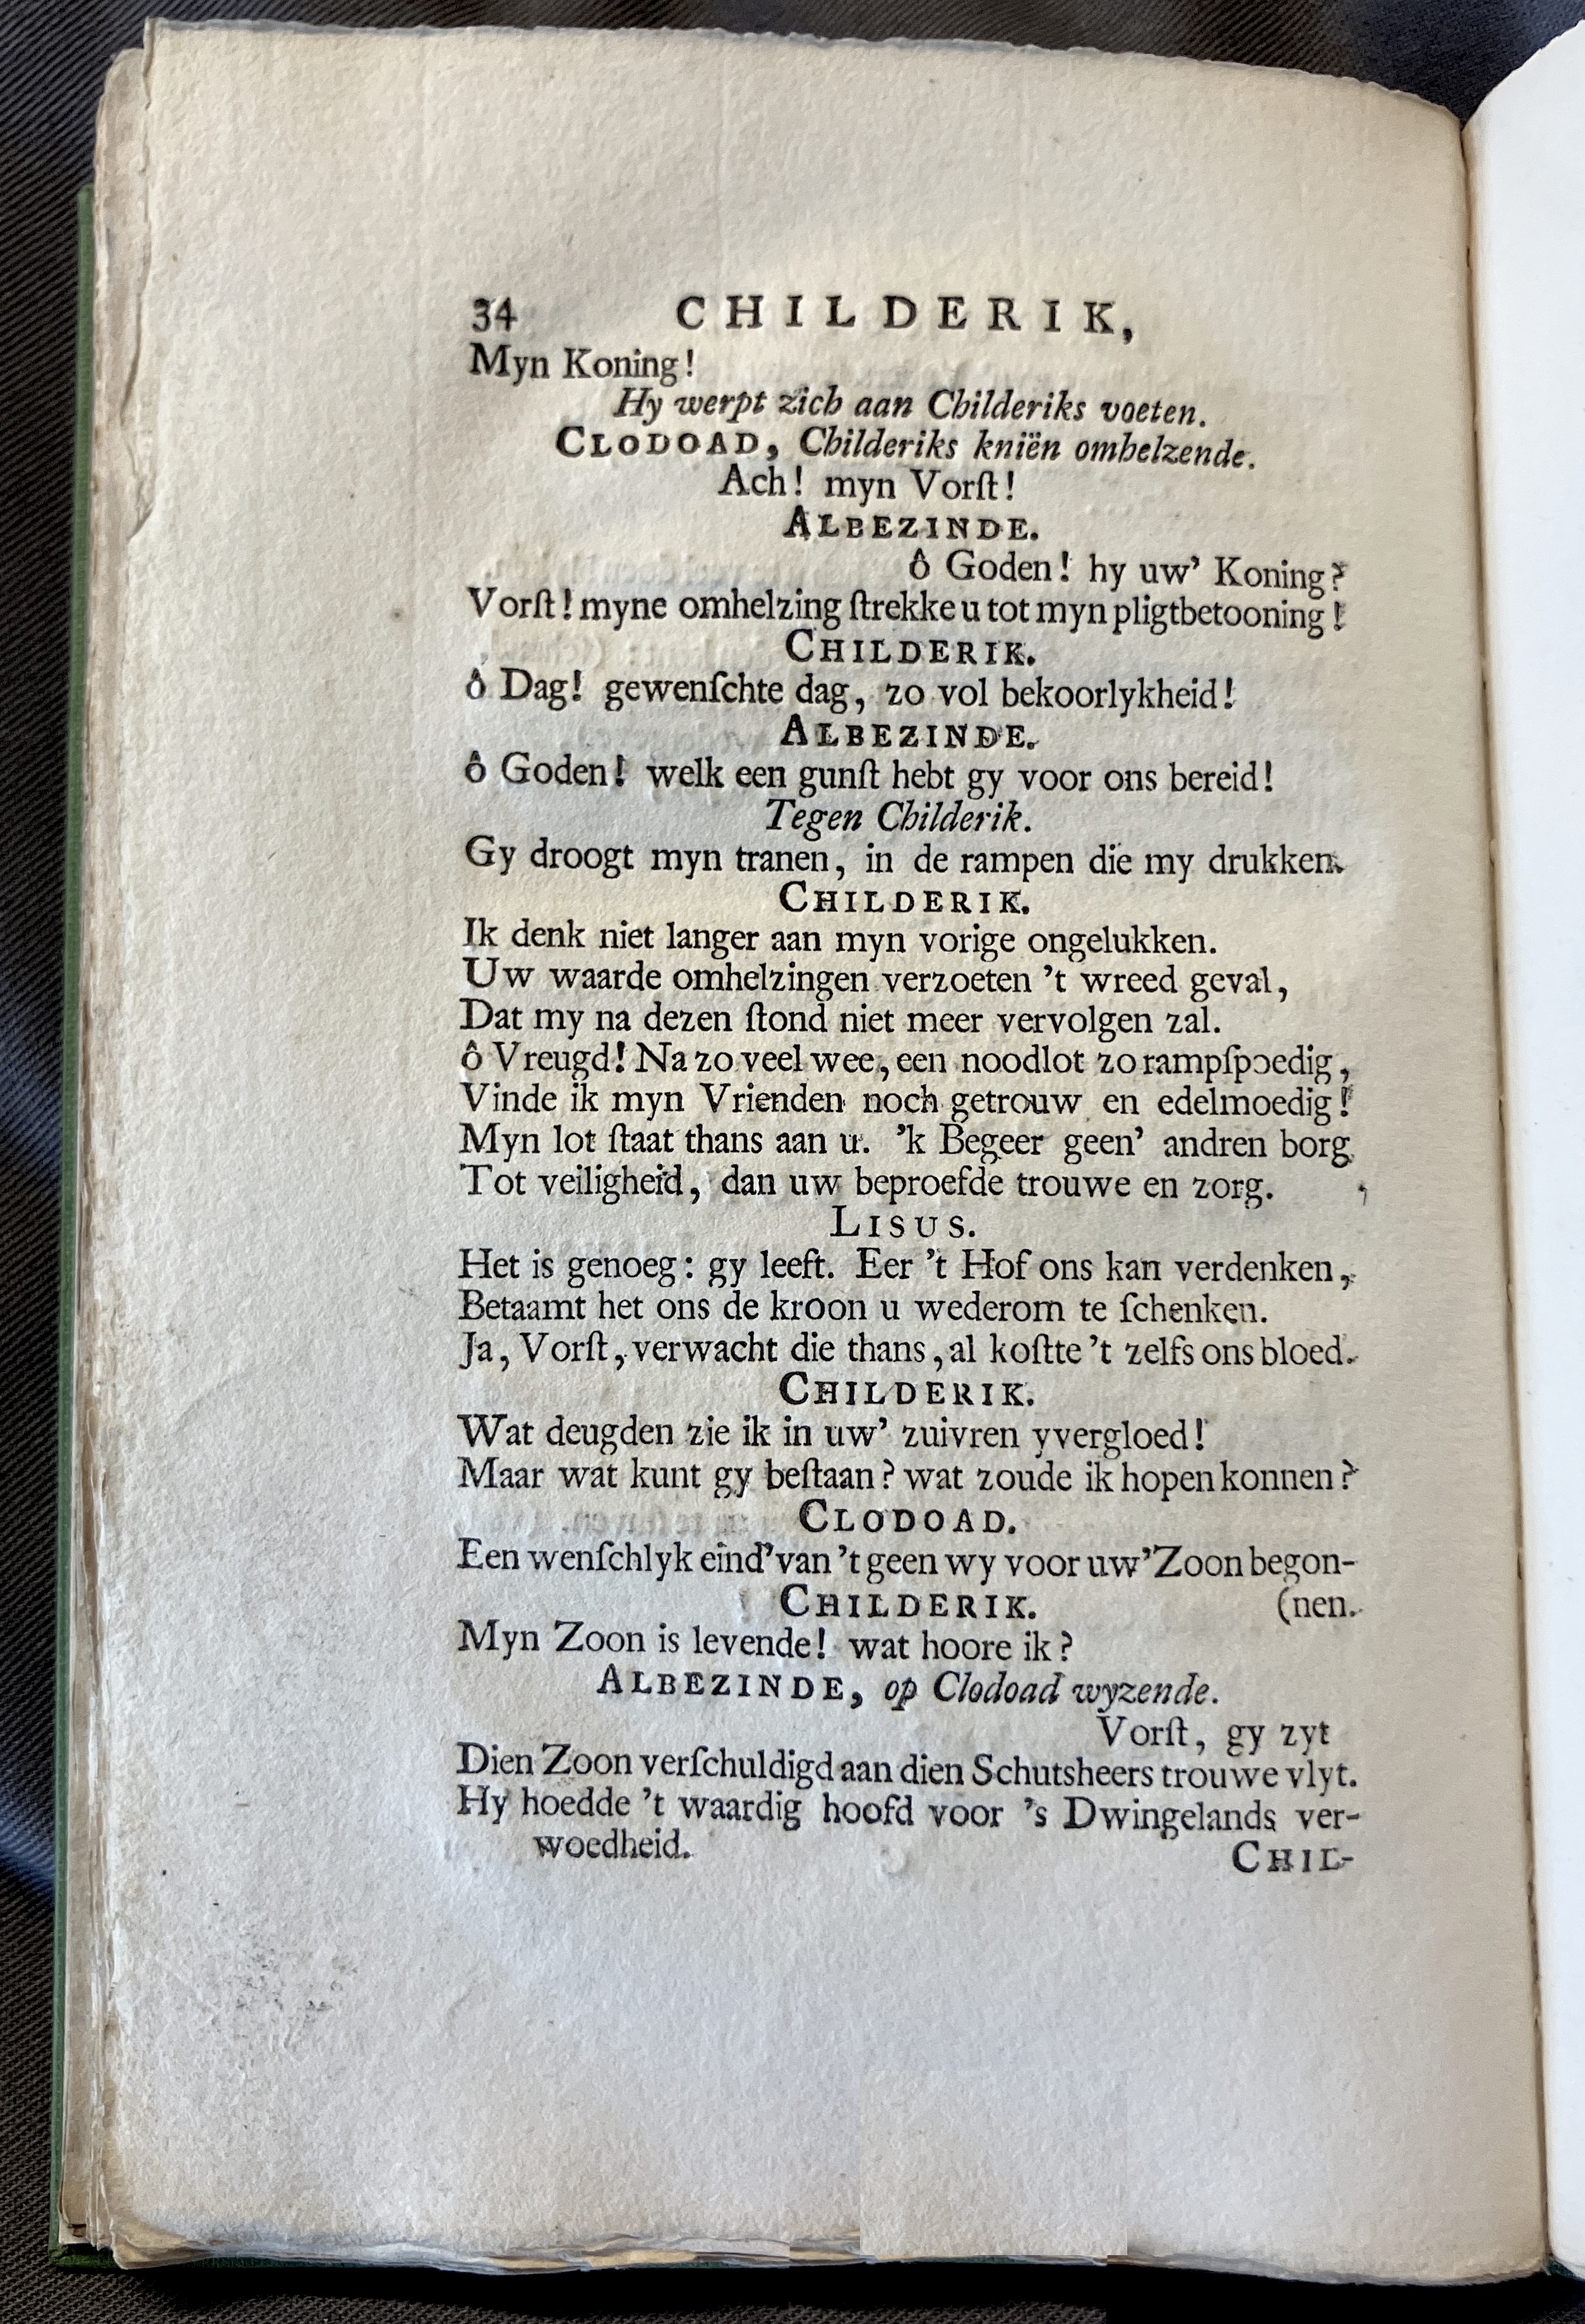 34 CHILDERIK,
Myn Koning!
Hy werpt zich aan Childeriks voeten.
CLODOAD, Childeriks kniën omhelzende.
Ach! myn Vorſt!
ALBEZINDE.
ô Goden! hy uw’ Koning?
Vorſt! myne omhelzing ſtrekke u tot myn pligtbetooning!
CHILDERIK.
ô Dag! gewenſchte dag, zo vol bekoorlykheid!
ALBEZINDE.
ô Goden! welk een gunſt hebt gy voor ons bereid!
Tegen Childerik.
Gy droogt myn tranen, in de rampen die my drukken.
CHILDERIK.
Ik denk niet langer aan myn vorige ongelukken.
Uw waarde omhelzingen verzoeten ’t wreed geval,
Dat my na dezen ſtond niet meer vervolgen zal.
ô Vreugd! Na zo veel wee, een noodlot zo rampſpoedig,
Vinde ik myn Vrienden noch getrouw en edelmoedig!
Myn lot ſtaat thans aan u. ’k Begeer geen’ andren borg
Tot veiligheid, dan uw beproefde trouwe en zorg.
LISUS.
Het is genoeg: gy leeft. Eer ’t Hof ons kan verdenken,
Betaamt het ons de kroon u wederom te ſchenken.
Ja, Vorſt, verwacht die thans, al koſtte ’t zelfs ons bloed.
CHILDERIK.
Wat deugden zie ik in uw’ zuivren yvergloed!
Maar wat kunt gy beſtaan? wat zoude ik hopen konnen?
CLODOAD.
Een wenſchlyk eind’ van ’t geen wy voor uw’ Zoon begon-
CHILDERIK. (nen.
Myn Zoon is levende! wat hoore ik?
ALBEZINDE, op Clodoad wyzende.
Vorſt, gy zyt
Dien Zoon verſchuldigd aan dien Schutsheers trouwe vlyt.
Hy hoedde ’t waardig hoofd voor ’s Dwingelands ver-
woedheid.
CHIL-